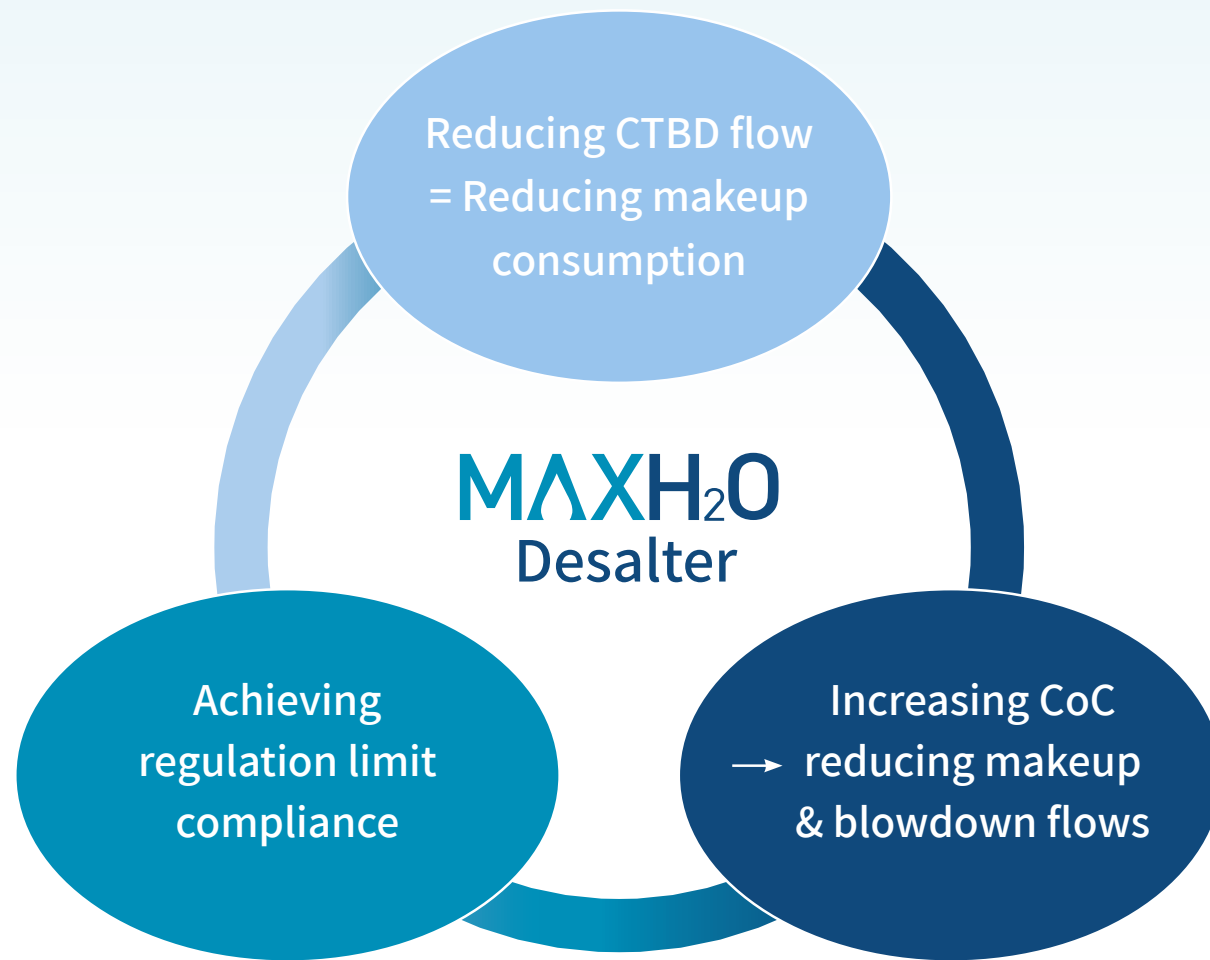 Reducing CTBD flow
= Reducing makeup
consumption
MAXH₂O
Desalter
Achieving
regulation limit
compliance
Increasing CoC
→ reducing makeup
& blowdown flows